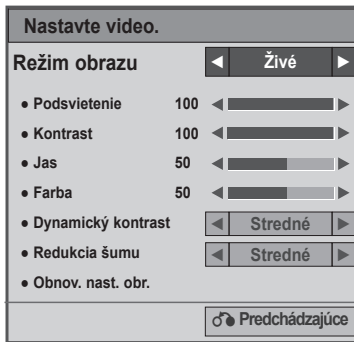 Nastavte video.
Režim obrazu ◄ Živé ►
● Podsvietenie 100 ◄ ►
● Kontrast 100 ◄ ►
● Jas 50 ◄ ►
● Farba 50 ◄ ►
● Dynamický kontrast ◄ Stredné ►
● Redukcia šumu ◄ Stredné ►
● Obnov. nast. obr.
Predchádzajúce